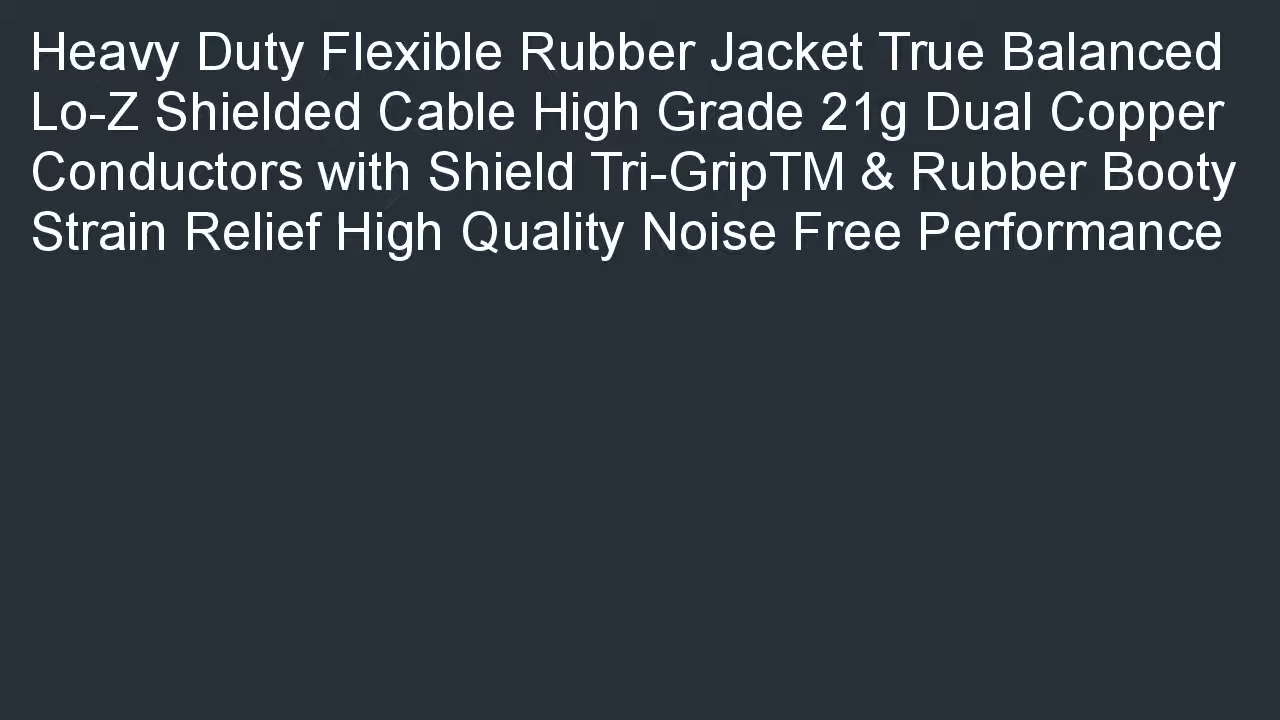 Heavy Duty Flexible Rubber Jacket True Balanced
Lo-Z Shielded Cable High Grade 21g Dual Copper
Conductors with Shield Tri-GripTM & Rubber Booty
Strain Relief High Quality Noise Free Performance